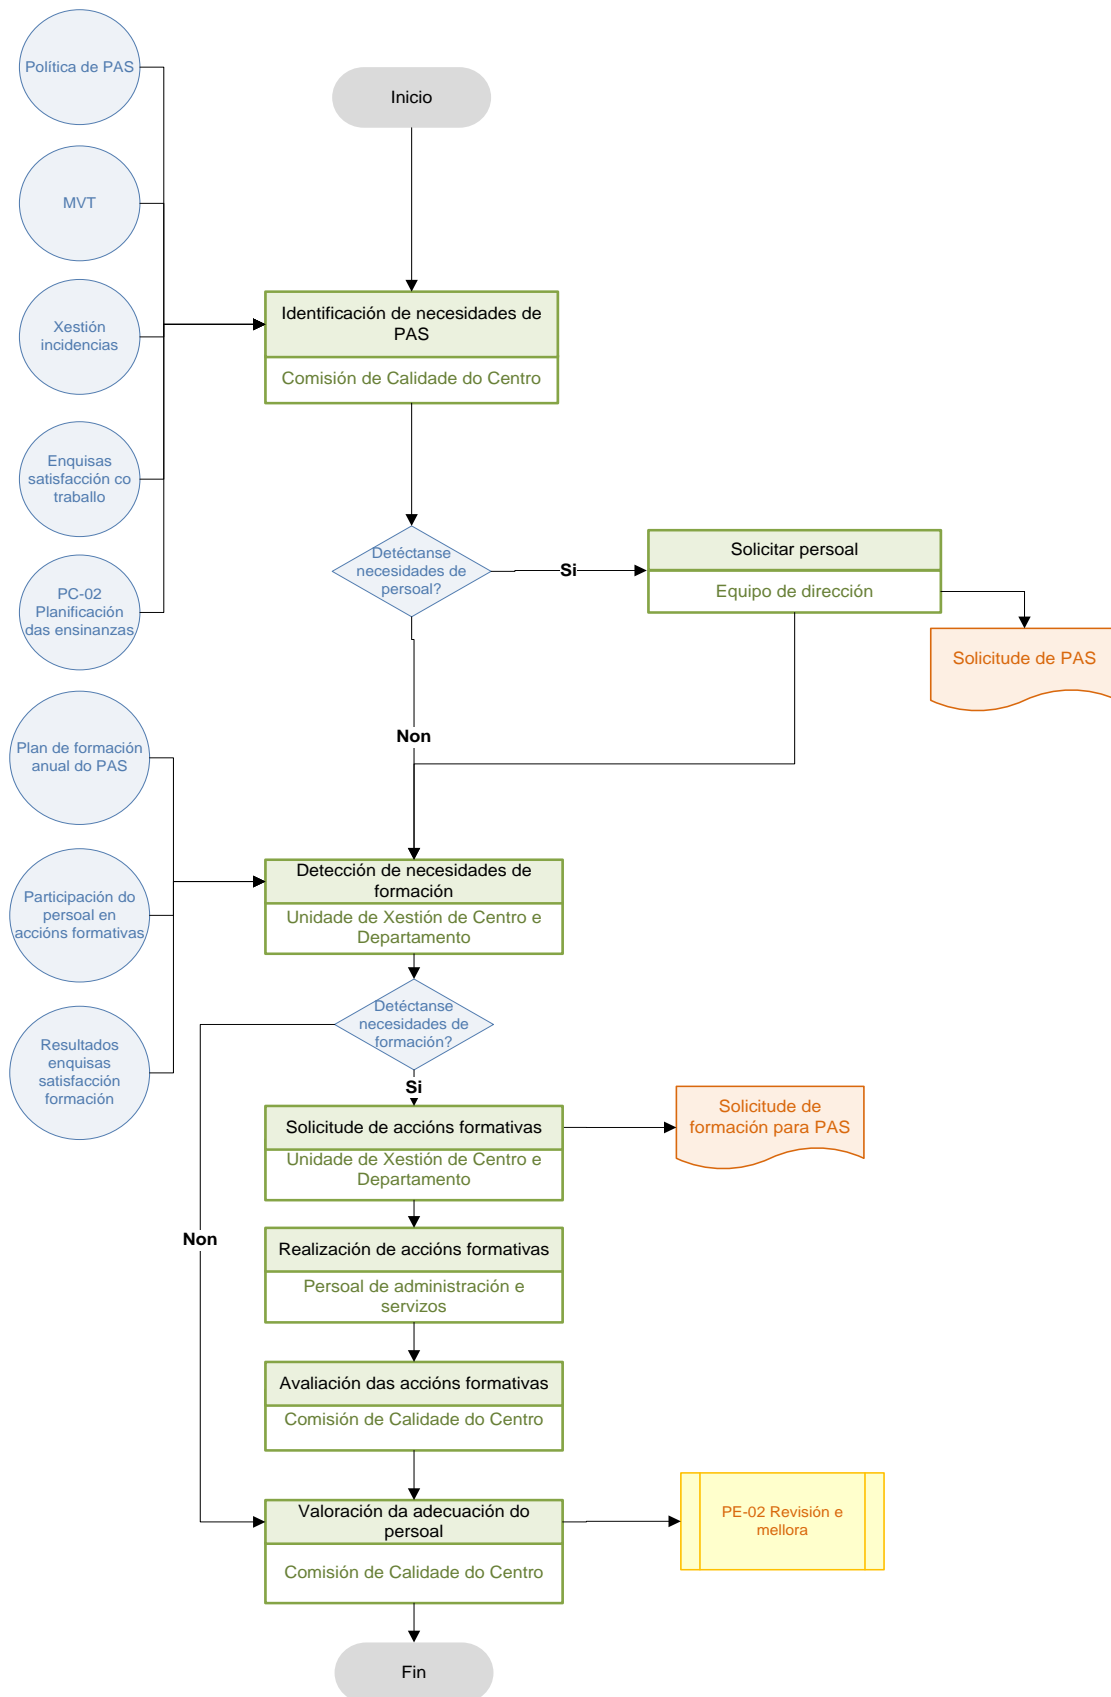 Política de PAS
Inicio
MVT
Xestión
incidencias
Identificación de necesidades de
PAS
Comisión de Calidade do Centro
Enquisas
satisfacción co
traballo
PC-02
Planificación
das ensinanzas
Detéctanse
necesidades de
persoal?
Si
Solicitar persoal
Equipo de dirección
Solicitude de PAS
Non
Plan de formación
anual do PAS
Participación do
persoal en
accións formativas
Resultados
enquisas
satisfacción
formación
Detección de necesidades de
formación
Unidade de Xestión de Centro e
Departamento
Detéctanse
necesidades de
formación?
Si
Solicitude de accións formativas
Unidade de Xestión de Centro e
Departamento
Solicitude de
formación para PAS
Non
Realización de accións formativas
Persoal de administración e
servizos
Avaliación das accións formativas
Comisión de Calidade do Centro
Valoración da adecuación do
persoal
Comisión de Calidade do Centro
PE-02 Revisión e
mellora
Fin